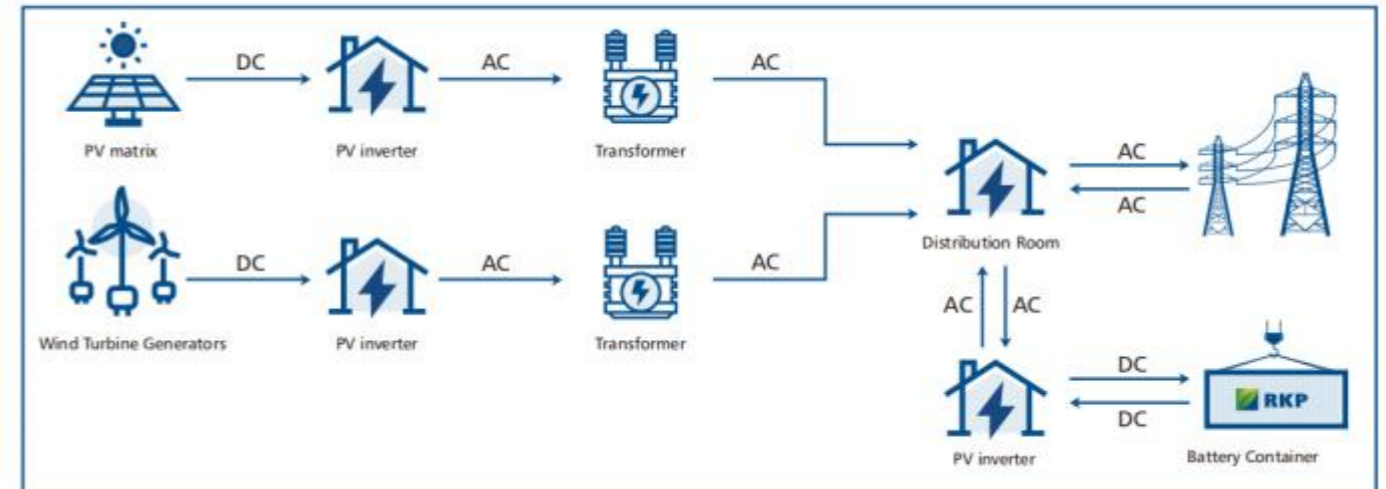 DC
AC
AC
PV matrix
PV inverter
Transformer
AC
AC
Distribution Room
DC
AC
AC
Wind Turbine Generators
PV inverter
Transformer
AC
AC
DC
DC
RKP
PV inverter
Battery Container